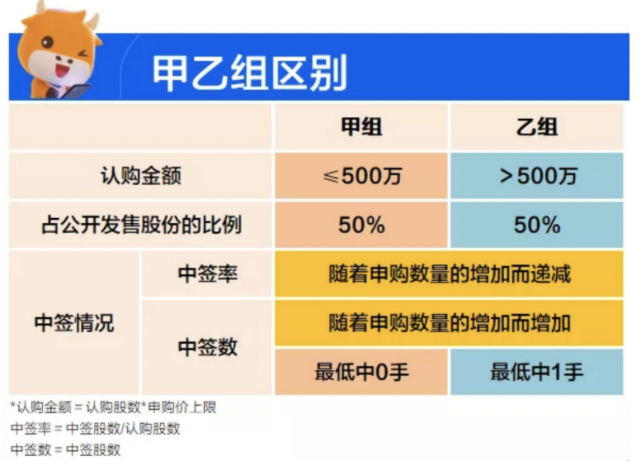 甲乙组区别
甲组 乙组
认购金额 ≤500万 >500万
占公开发售股份的比例 50% 50%
中签情况 中签率 随着申购数量的增加而递减
中签数 随着申购数量的增加而增加
最低中0手 最低中1手
*认购金额=认购股数*申购价上限
中签率=中签股数/认购股数
中签数=中签股数